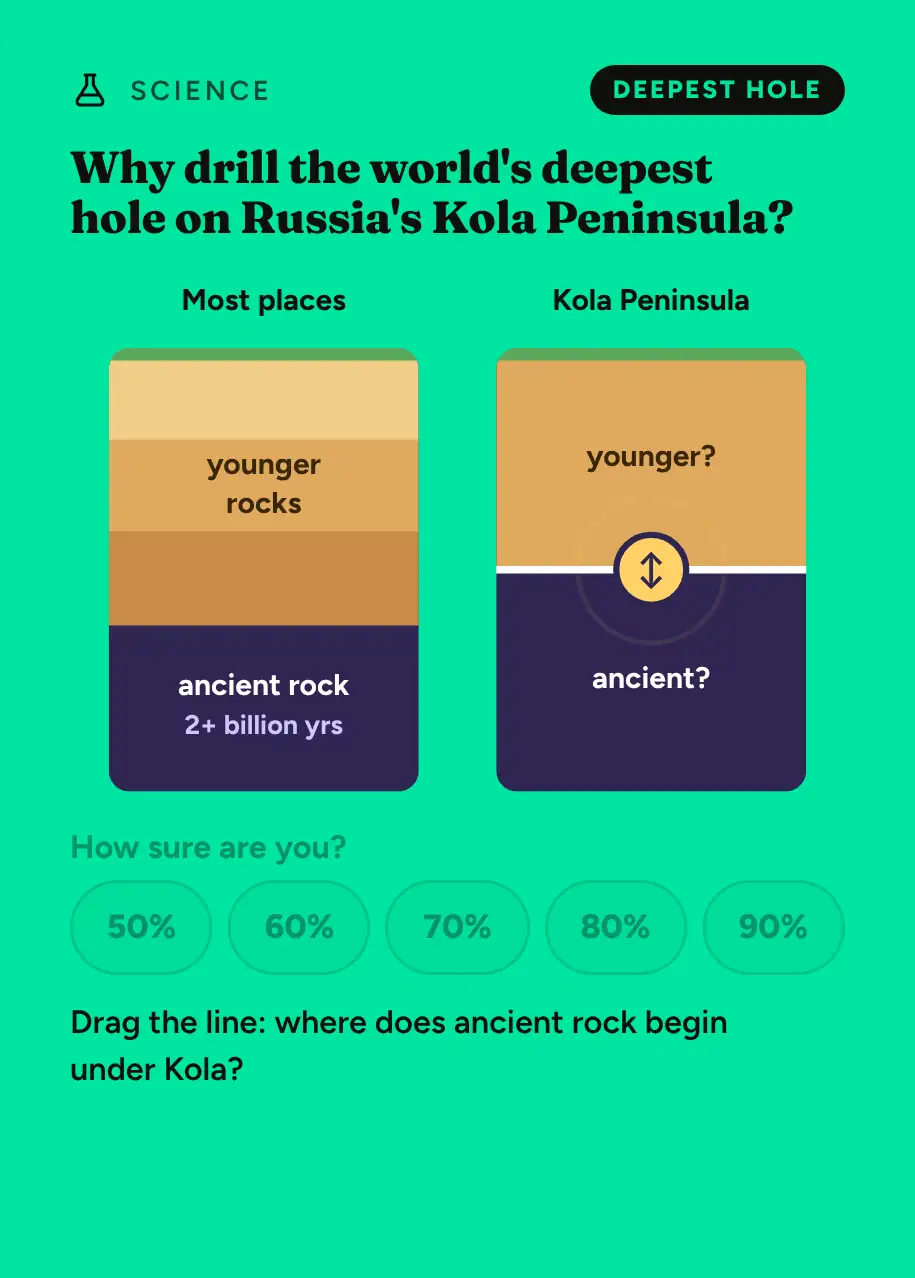 SCIENCE
DEEPEST HOLE
Why drill the world's deepest
hole on Russia's Kola Peninsula?
Most places
Kola Peninsula
younger
rocks
ancient rock
2+ billion yrs
younger?
ancient?
How sure are you?
50%
60%
70%
80%
90%
Drag the line: where does ancient rock begin
under Kola?